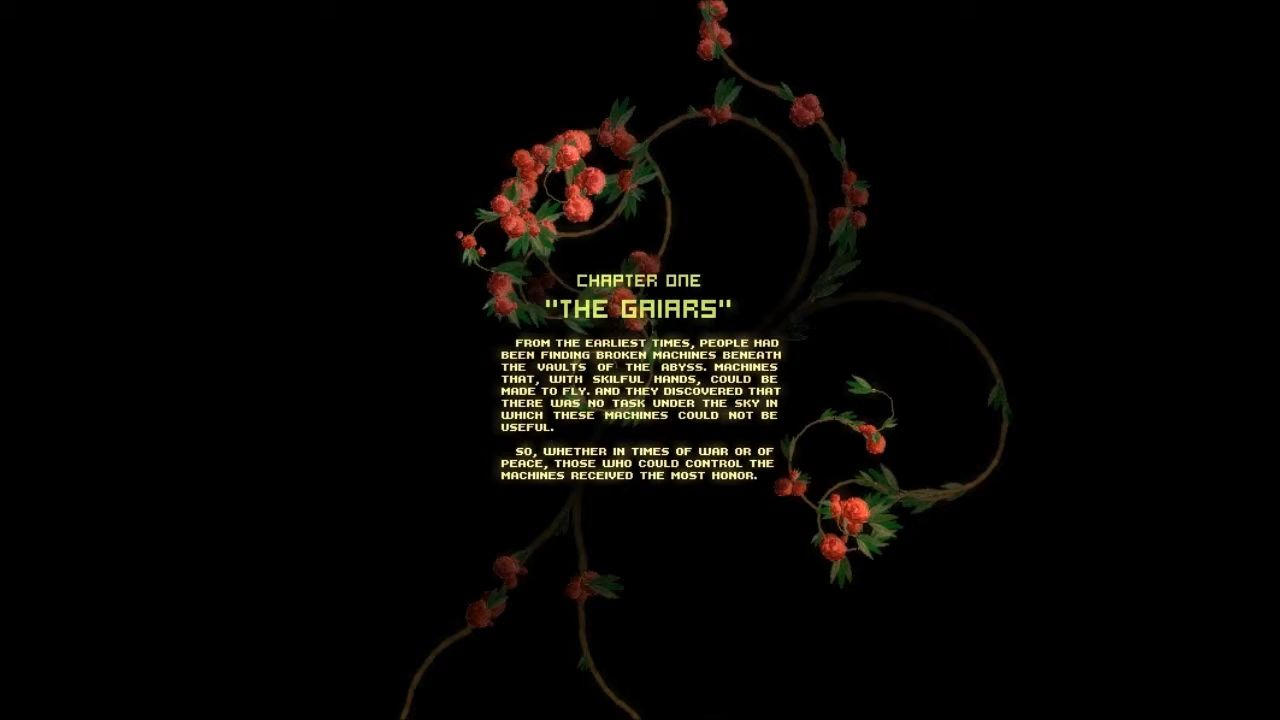 CHAPTER ONE
"THE GAIARS"
FROM THE EARLIEST TIMES, PEOPLE HAD
BEEN FINDING BROKEN MACHINES BENEATH
THE VAULTS OF THE ABYSS. MACHINES
THAT, WITH SKILFUL HANDS, COULD BE
MADE TO FLY. AND THEY DISCOVERED THAT
THERE WAS NO TASK UNDER THE SKY IN
WHICH THESE MACHINES COULD NOT BE
USEFUL.
SO, WHETHER IN TIMES OF WAR OR OF
PEACE, THOSE WHO COULD CONTROL THE
MACHINES RECEIVED THE MOST HONOR.